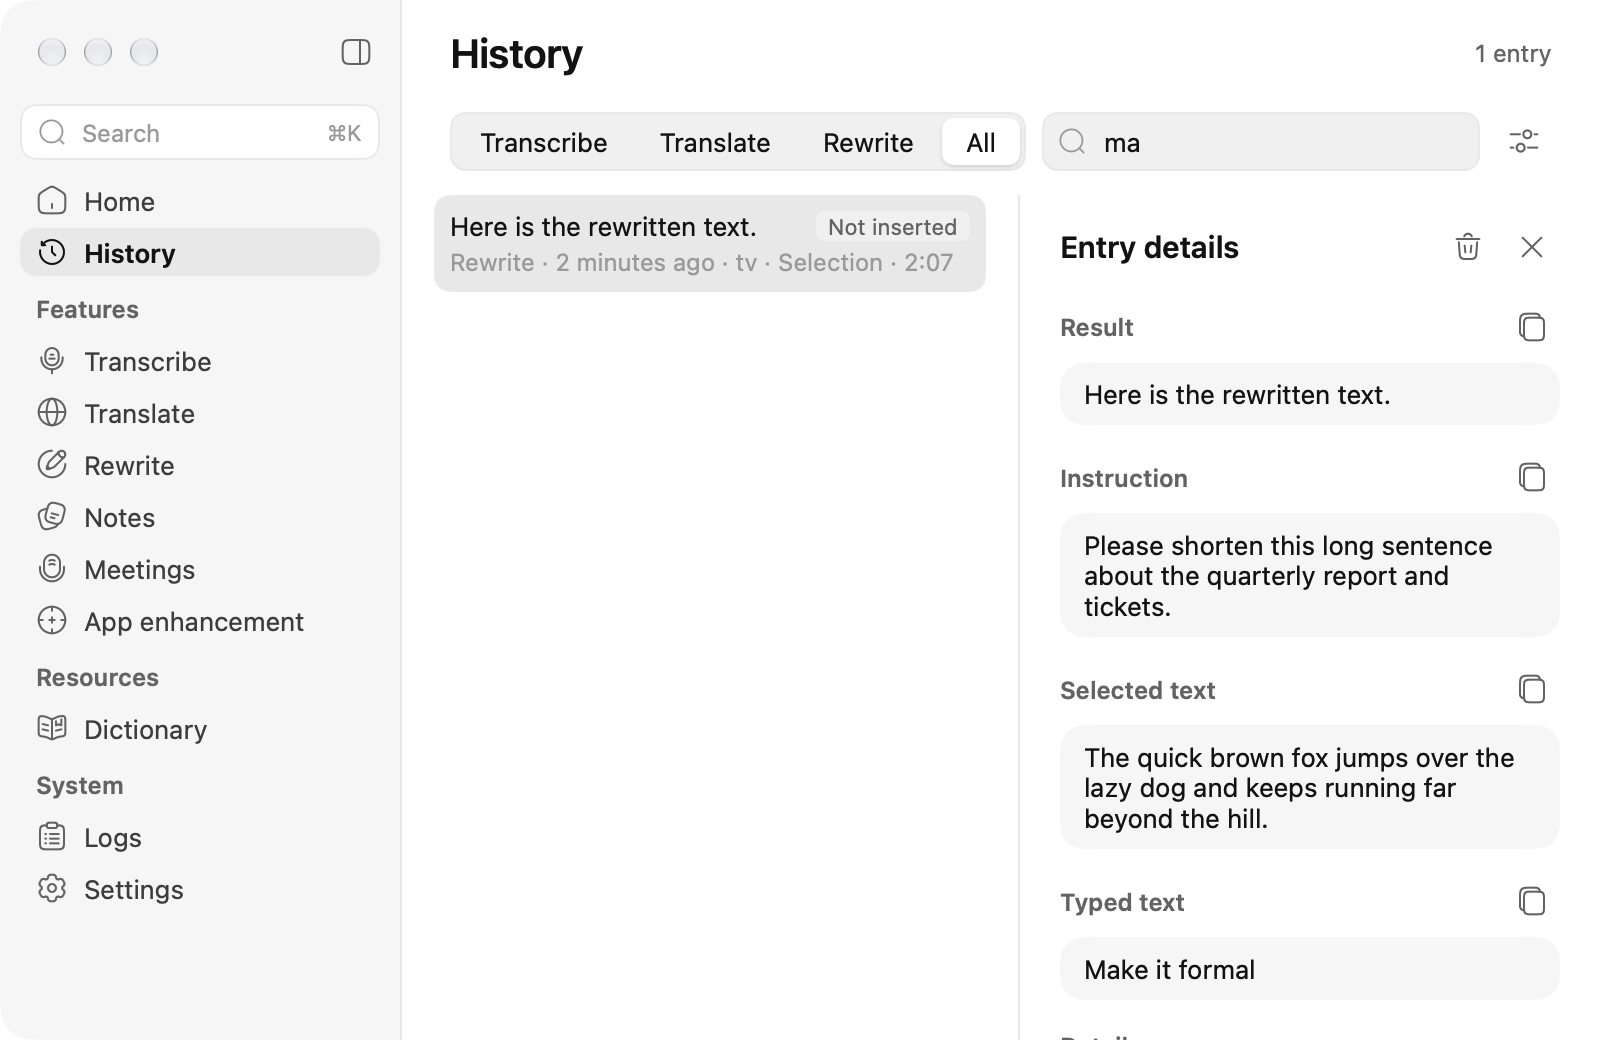 Search ⌘K
Home
History
Features
Transcribe
Translate
Rewrite
Notes
Meetings
App enhancement
Resources
Dictionary
System
Logs
Settings
History
1 entry
Transcribe Translate Rewrite All
ma
Here is the rewritten text. Not inserted
Rewrite · 2 minutes ago · tv · Selection · 2:07
Entry details
Result
Here is the rewritten text.
Instruction
Please shorten this long sentence
about the quarterly report and
tickets.
Selected text
The quick brown fox jumps over the
lazy dog and keeps running far
beyond the hill.
Typed text
Make it formal